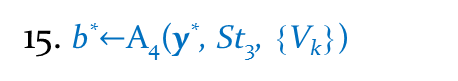 15. b*←A₄(y*, St₃, {Vₖ})